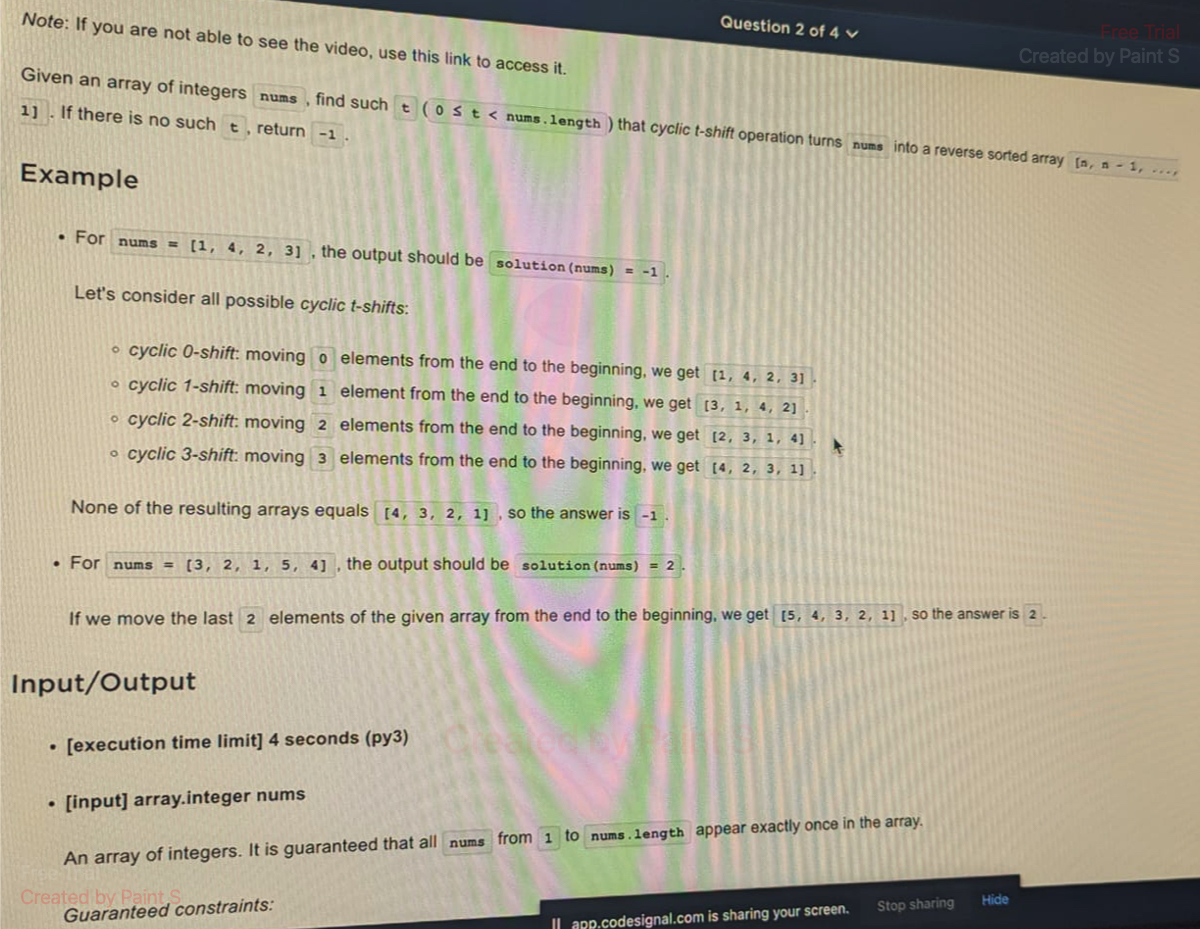 Question 2 of 4
Free Trial
Created by Paint S
Note: If you are not able to see the video, use this link to access it.
Given an array of integers nums , find such t ( 0 ≤ t < nums.length ) that cyclic t-shift operation turns nums into a reverse sorted array [n, n - 1, ...,
1] . If there is no such t , return -1 .
Example
• For nums = [1, 4, 2, 3] , the output should be solution(nums) = -1 .
Let's consider all possible cyclic t-shifts:
◦ cyclic 0-shift: moving 0 elements from the end to the beginning, we get [1, 4, 2, 3] .
◦ cyclic 1-shift: moving 1 element from the end to the beginning, we get [3, 1, 4, 2] .
◦ cyclic 2-shift: moving 2 elements from the end to the beginning, we get [2, 3, 1, 4] .
◦ cyclic 3-shift: moving 3 elements from the end to the beginning, we get [4, 2, 3, 1] .
None of the resulting arrays equals [4, 3, 2, 1] , so the answer is -1 .
• For nums = [3, 2, 1, 5, 4] , the output should be solution(nums) = 2 .
If we move the last 2 elements of the given array from the end to the beginning, we get [5, 4, 3, 2, 1] , so the answer is 2 .
Input/Output
• [execution time limit] 4 seconds (py3)
• [input] array.integer nums
An array of integers. It is guaranteed that all nums from 1 to nums.length appear exactly once in the array.
Free Trial
Created by Paint S
Guaranteed constraints:
app.codesignal.com is sharing your screen. Stop sharing Hide